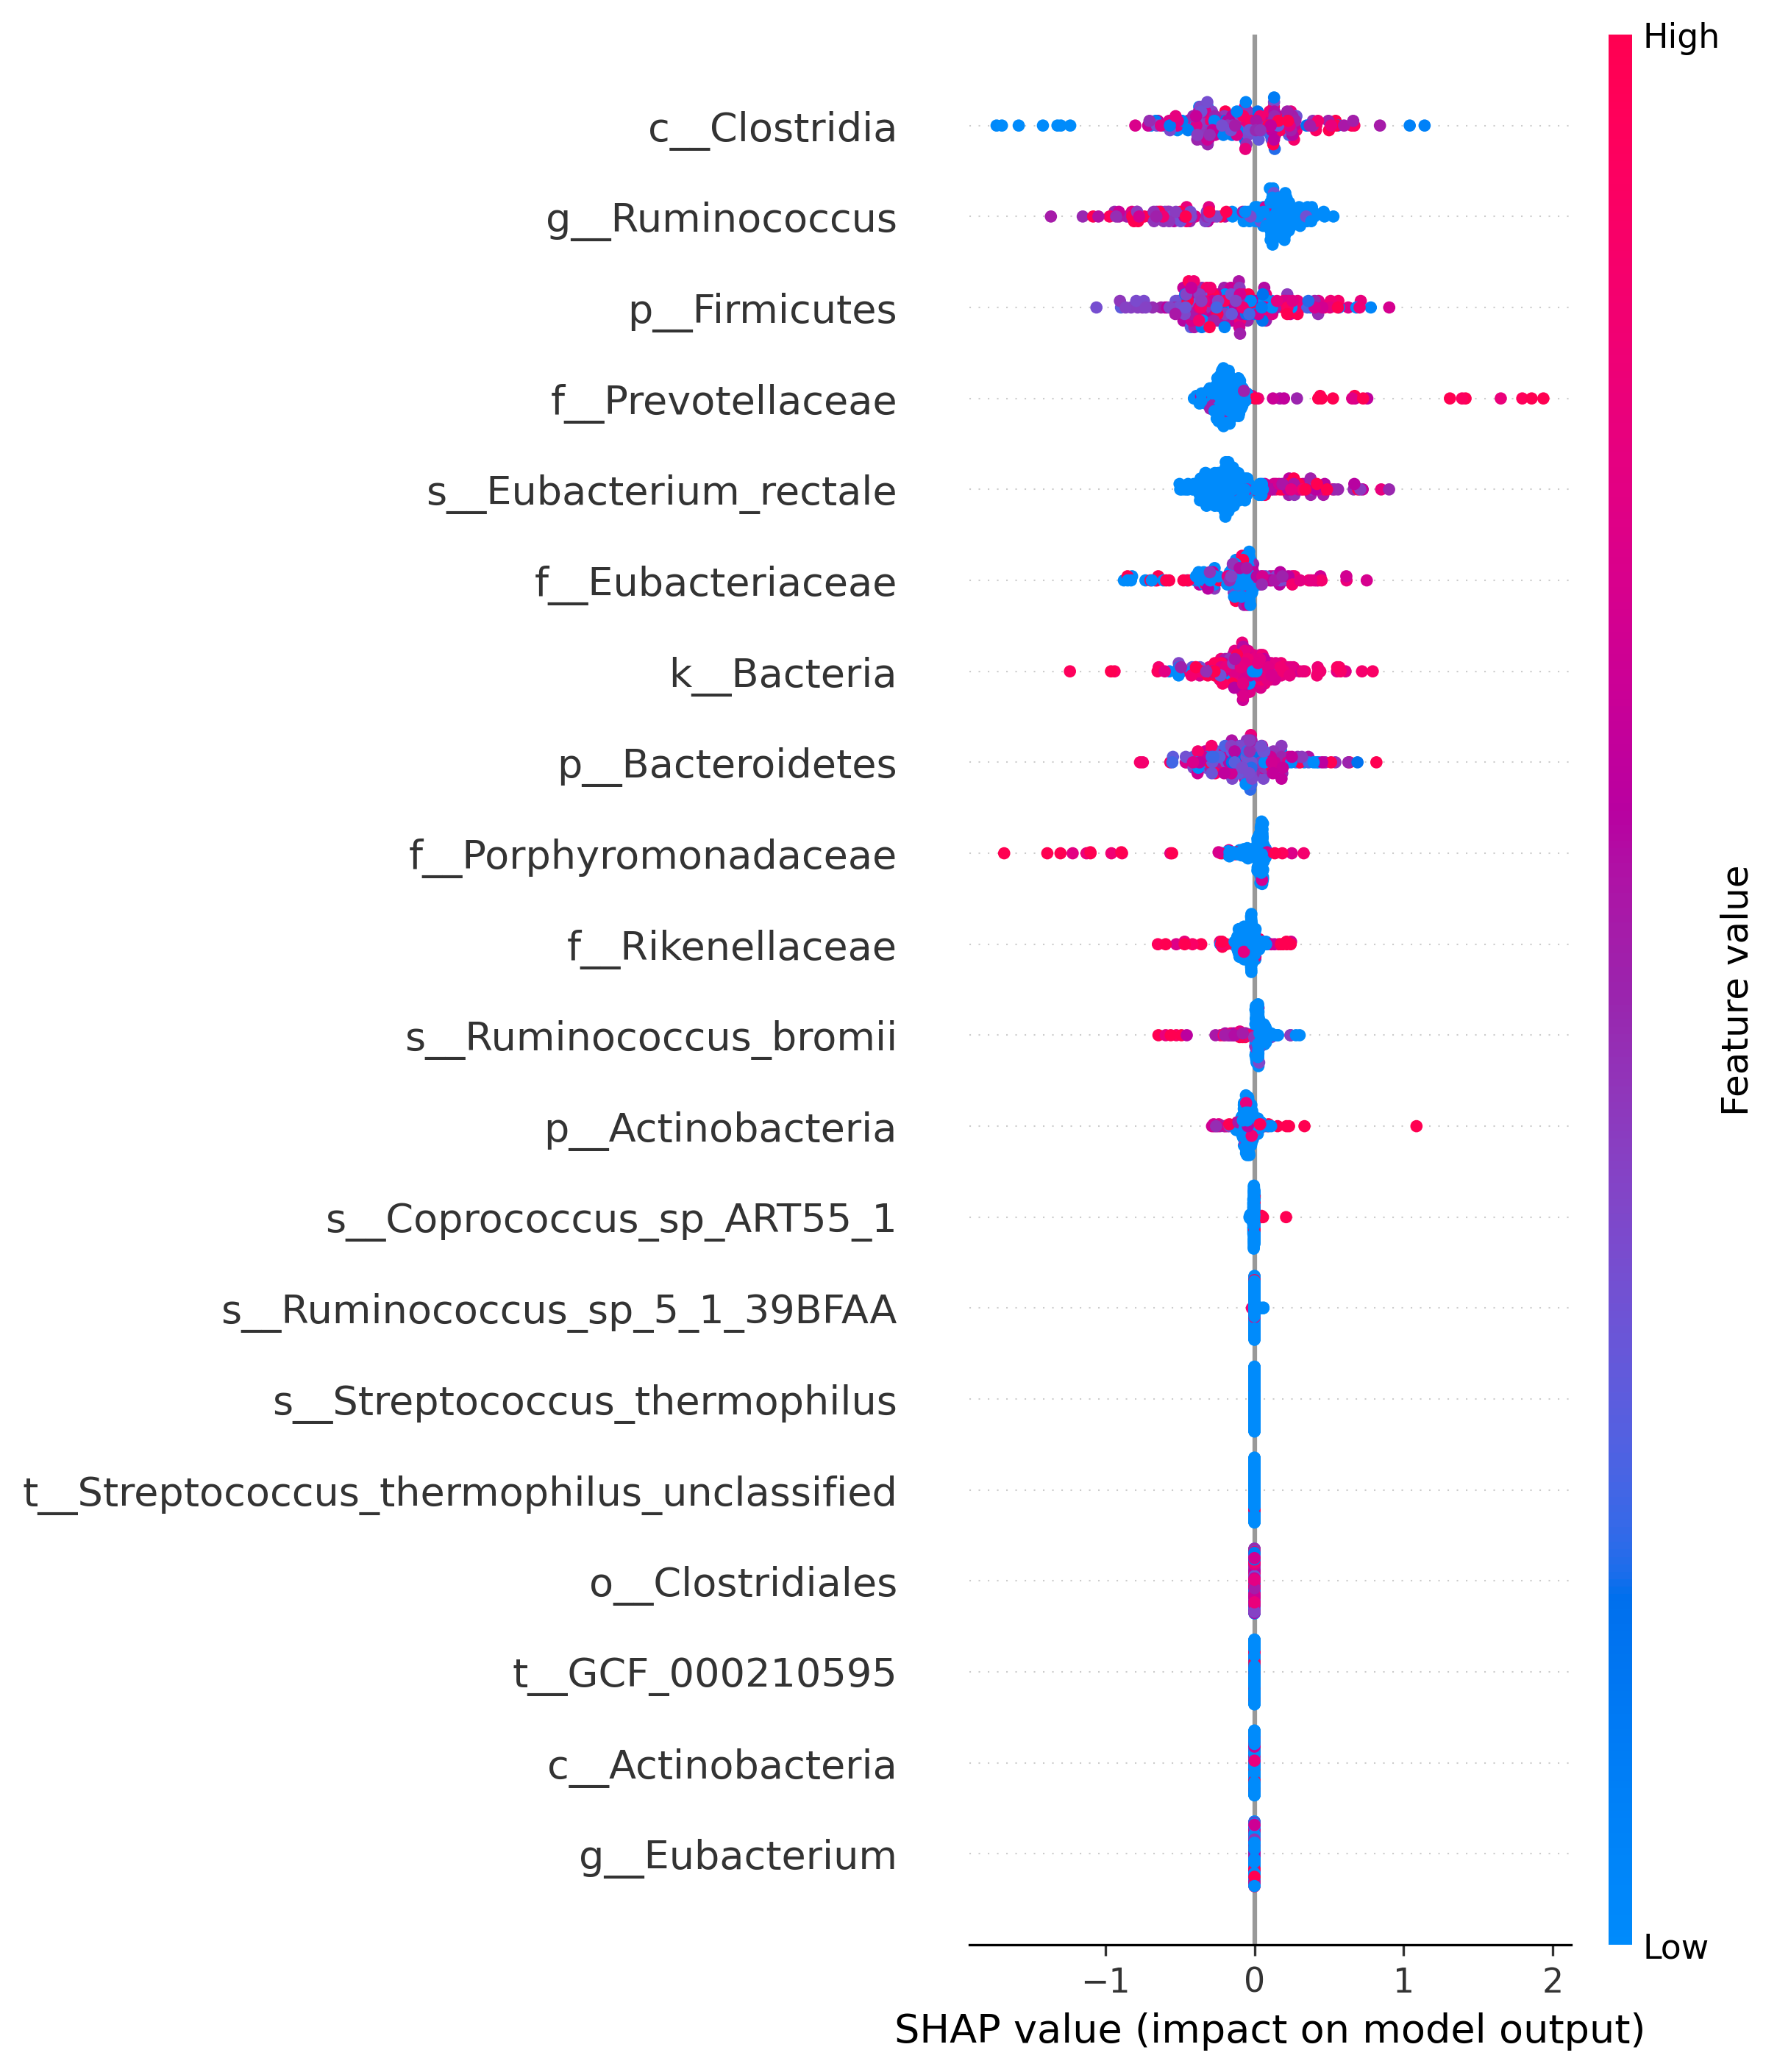 High
c__Clostridia
g__Ruminococcus
p__Firmicutes
f__Prevotellaceae
s__Eubacterium_rectale
f__Eubacteriaceae
k__Bacteria
p__Bacteroidetes
f__Porphyromonadaceae
f__Rikenellaceae
s__Ruminococcus_bromii
p__Actinobacteria
s__Coprococcus_sp_ART55_1
s__Ruminococcus_sp_5_1_39BFAA
s__Streptococcus_thermophilus
t__Streptococcus_thermophilus_unclassified
o__Clostridiales
t__GCF_000210595
c__Actinobacteria
g__Eubacterium
Feature value
Low
−1 0 1 2
SHAP value (impact on model output)